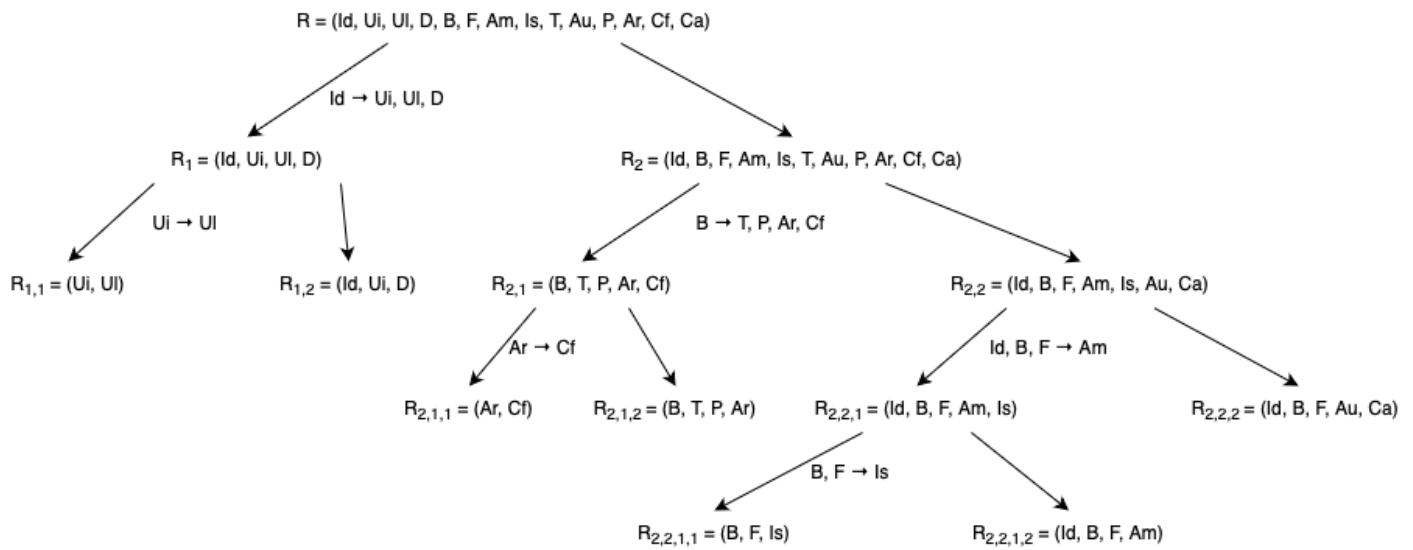 R = (Id, Ui, Ul, D, B, F, Am, Is, T, Au, P, Ar, Cf, Ca)
Id → Ui, Ul, D
R1 = (Id, Ui, Ul, D)
R2 = (Id, B, F, Am, Is, T, Au, P, Ar, Cf, Ca)
Ui → Ul
B → T, P, Ar, Cf
R1,1 = (Ui, Ul)
R1,2 = (Id, Ui, D)
R2,1 = (B, T, P, Ar, Cf)
R2,2 = (Id, B, F, Am, Is, Au, Ca)
Ar → Cf
Id, B, F → Am
R2,1,1 = (Ar, Cf)
R2,1,2 = (B, T, P, Ar)
R2,2,1 = (Id, B, F, Am, Is)
R2,2,2 = (Id, B, F, Au, Ca)
B, F → Is
R2,2,1,1 = (B, F, Is)
R2,2,1,2 = (Id, B, F, Am)